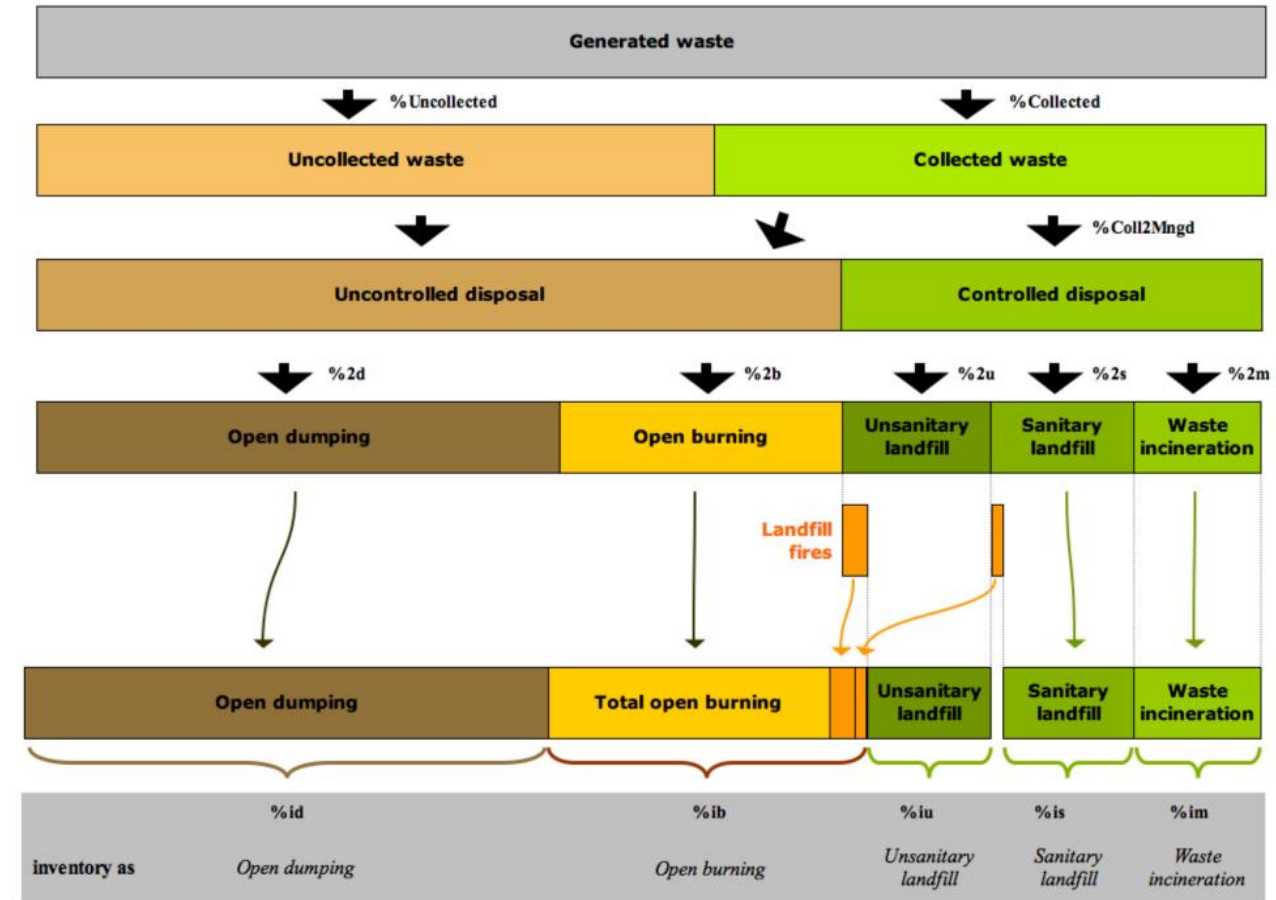 Generated waste
%Uncollected
%Collected
Uncollected waste
Collected waste
%Coll2Mngd
Uncontrolled disposal
Controlled disposal
%2d
%2b
%2u
%2s
%2m
Open dumping
Open burning
Unsanitary
landfill
Sanitary
landfill
Waste
incineration
Landfill
fires
Open dumping
Total open burning
Unsanitary
landfill
Sanitary
landfill
Waste
incineration
%id
%ib
%iu
%is
%im
inventory as
Open dumping
Open burning
Unsanitary
landfill
Sanitary
landfill
Waste
incineration